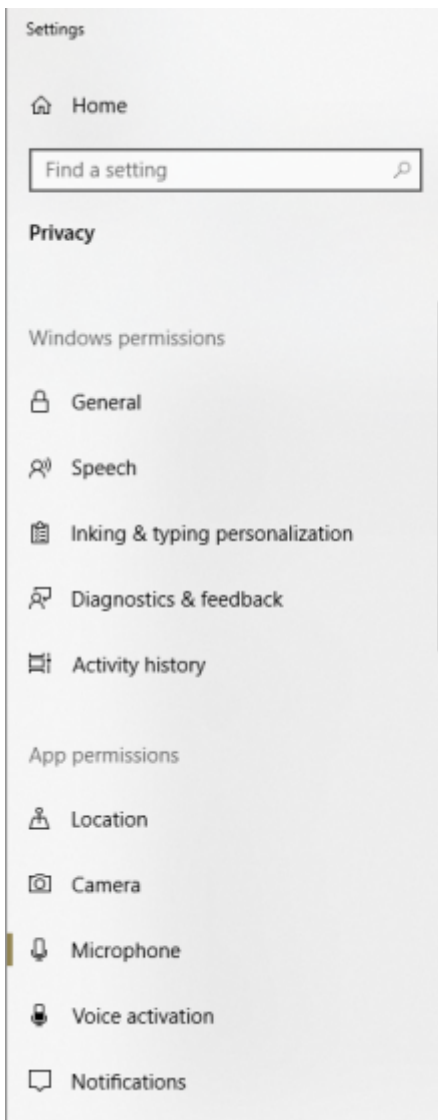 Settings
Home
Find a setting
Privacy
Windows permissions
General
Speech
Inking & typing personalization
Diagnostics & feedback
Activity history
App permissions
Location
Camera
Microphone
Voice activation
Notifications